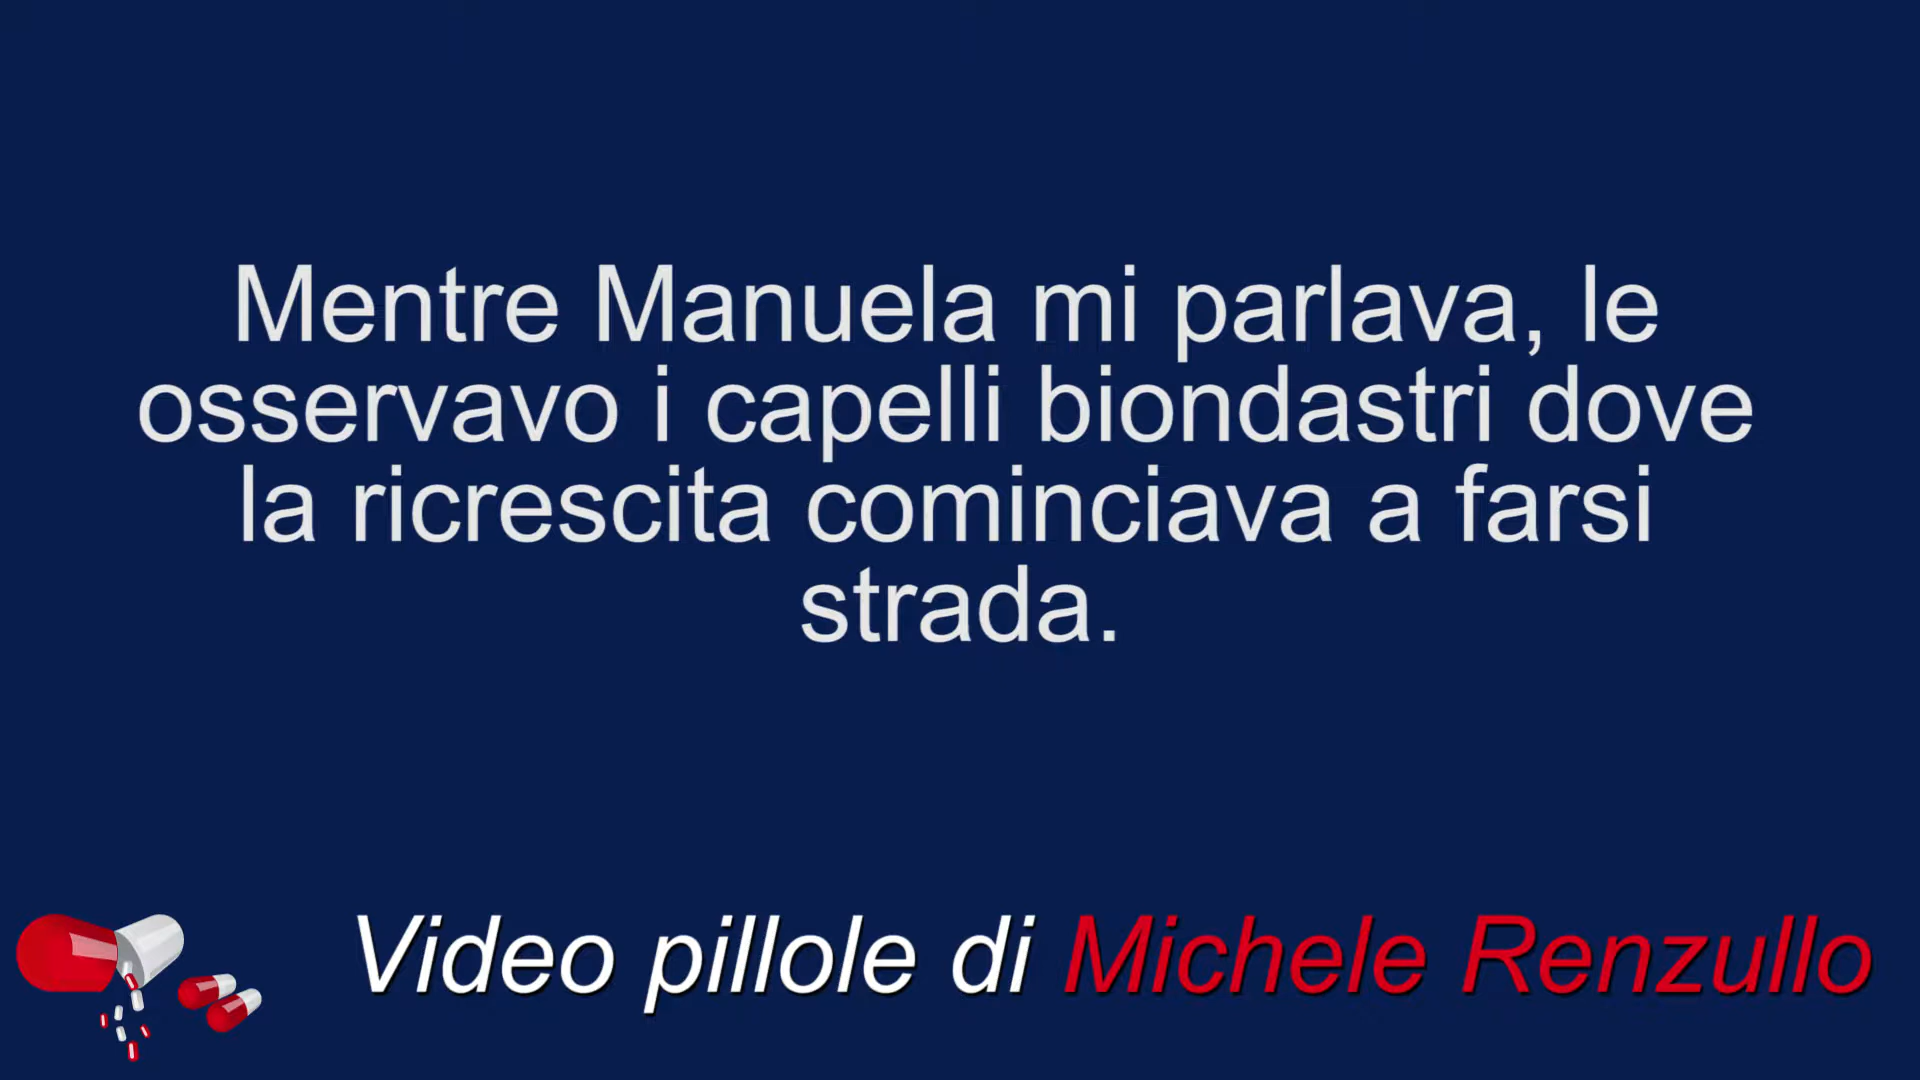 Mentre Manuela mi parlava, le
osservavo i capelli biondastri dove
la ricrescita cominciava a farsi
strada.
Video pillole di Michele Renzullo